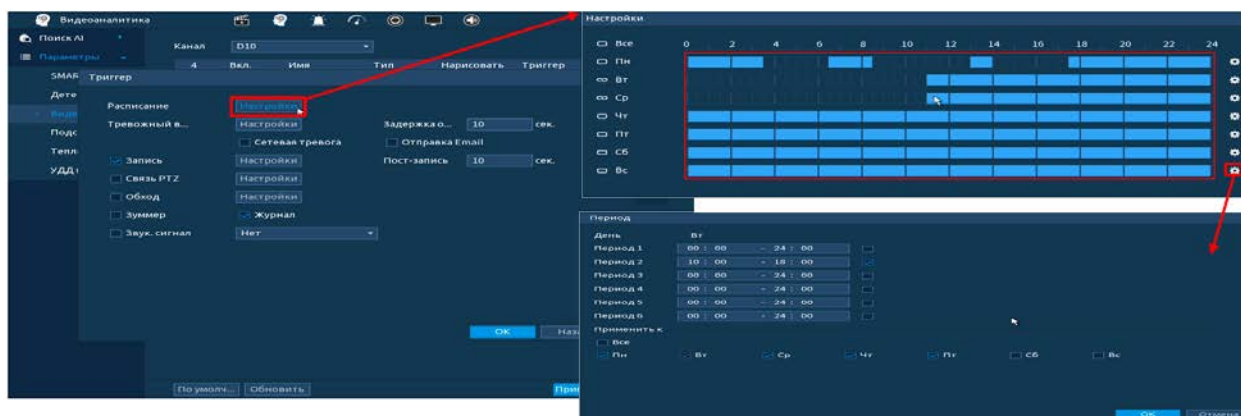 Видеоаналитика
Поиск AI
Параметры
Канал D10
4 Вкл. Имя Тип Нарисовать Триггер
SMAR
Дете
Виде
Подс
Тепл
УДД
Триггер
Расписание Настройки
Тревожный в... Настройки Задержка о... 10 сек.
Сетевая тревога Отправка Email
Запись Настройки Пост-запись 10 сек.
Связь PTZ Настройки
Обход Настройки
Зуммер Журнал
Звук. сигнал Нет
OK Наза
По умолч... Обновить При
Настройки
Все 0 2 4 6 8 10 12 14 16 18 20 22 24
Пн
Вт
Ср
Чт
Пт
Сб
Вс
Период
День Вт
Период 1 00 : 00 - 24 : 00
Период 2 10 : 00 - 18 : 00
Период 3 00 : 00 - 24 : 00
Период 4 00 : 00 - 24 : 00
Период 5 00 : 00 - 24 : 00
Период 6 00 : 00 - 24 : 00
Применить к
Все
Пн Вт Ср Чт Пт Сб Вс
OK Отмена